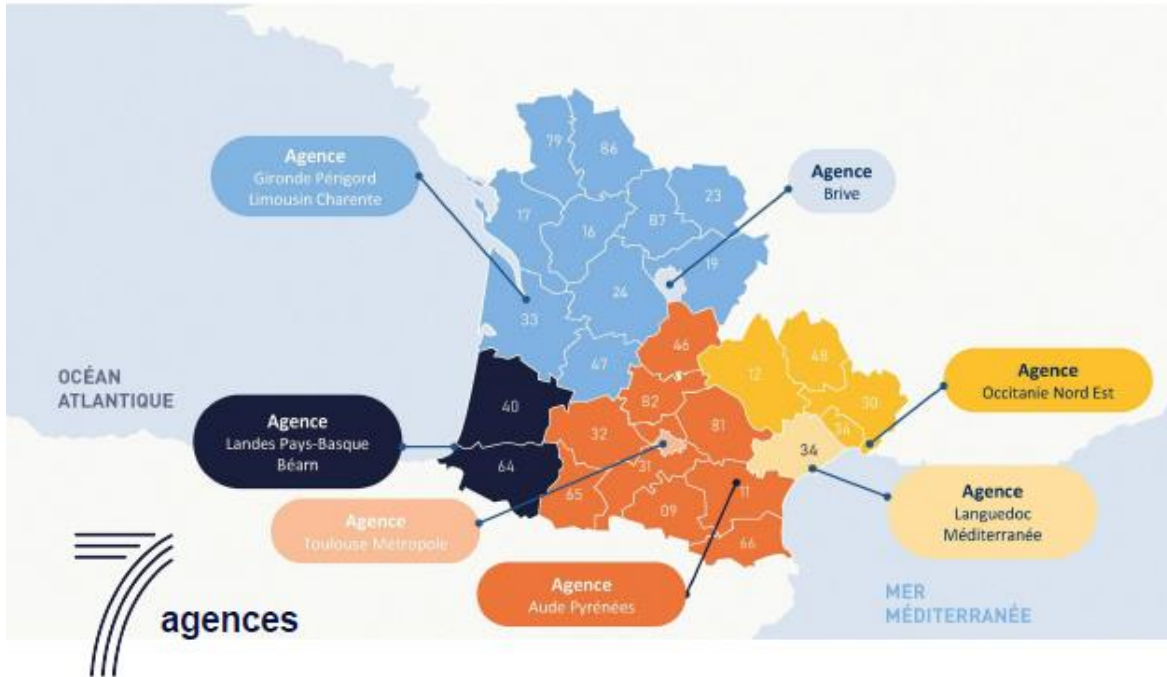 79
86
Agence
Gironde Périgord
Limousin Charente
Agence
Brive
17
16
87
23
19
24
33
47
46
12
48
30
34
OCÉAN
ATLANTIQUE
Agence
Occitanie Nord Est
40
82
81
32
34
Agence
Landes Pays-Basque
Béarn
64
31
65
09
11
66
Agence
Languedoc
Méditerranée
Agence
Toulouse Métropole
Agence
Aude Pyrénées
MER
MÉDITERRANÉE
7
agences